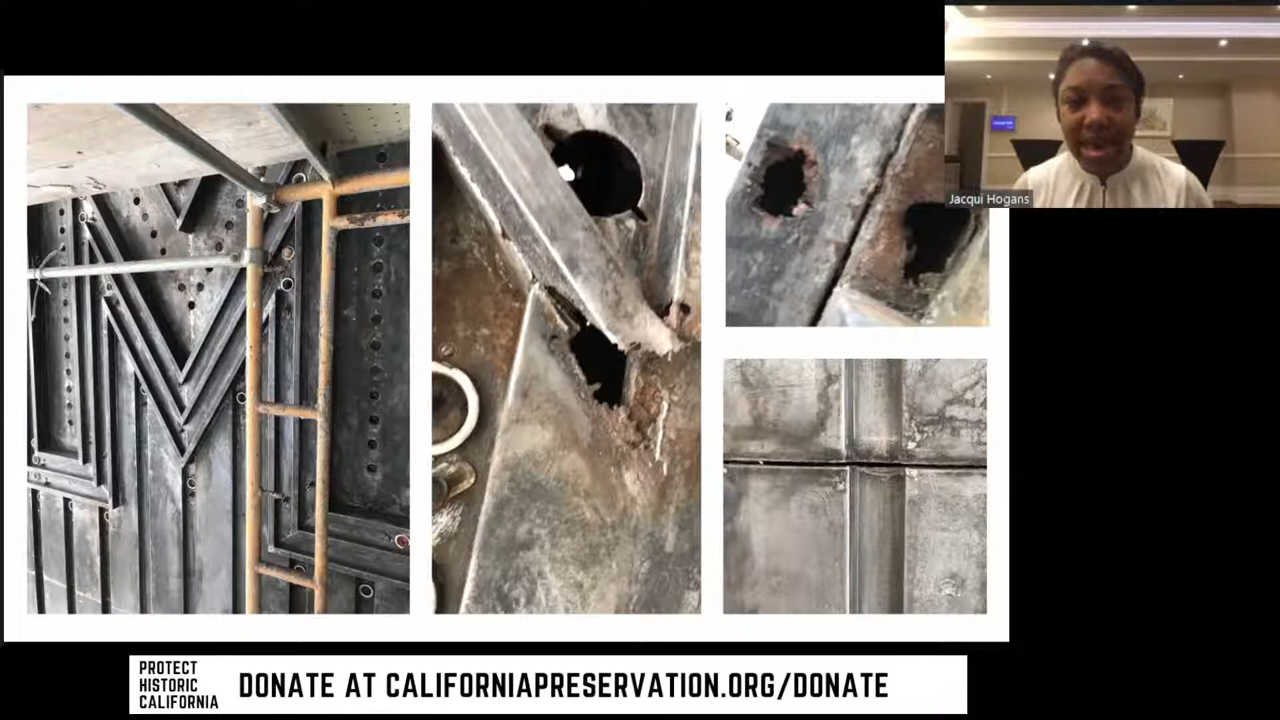 Jacqui Hogans
PROTECT
HISTORIC
CALIFORNIA
DONATE AT CALIFORNIAPRESERVATION.ORG/DONATE